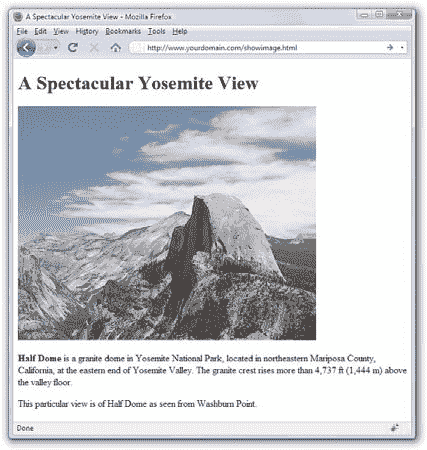 A Spectacular Yosemite View - Mozilla Firefox
File Edit View History Bookmarks Tools Help
http://www.yourdomain.com/showimage.html
A Spectacular Yosemite View
Half Dome is a granite dome in Yosemite National Park, located in northeastern Mariposa County,
California, at the eastern end of Yosemite Valley. The granite crest rises more than 4,737 ft (1,444 m) above
the valley floor.
This particular view is of Half Dome as seen from Washburn Point.
Done